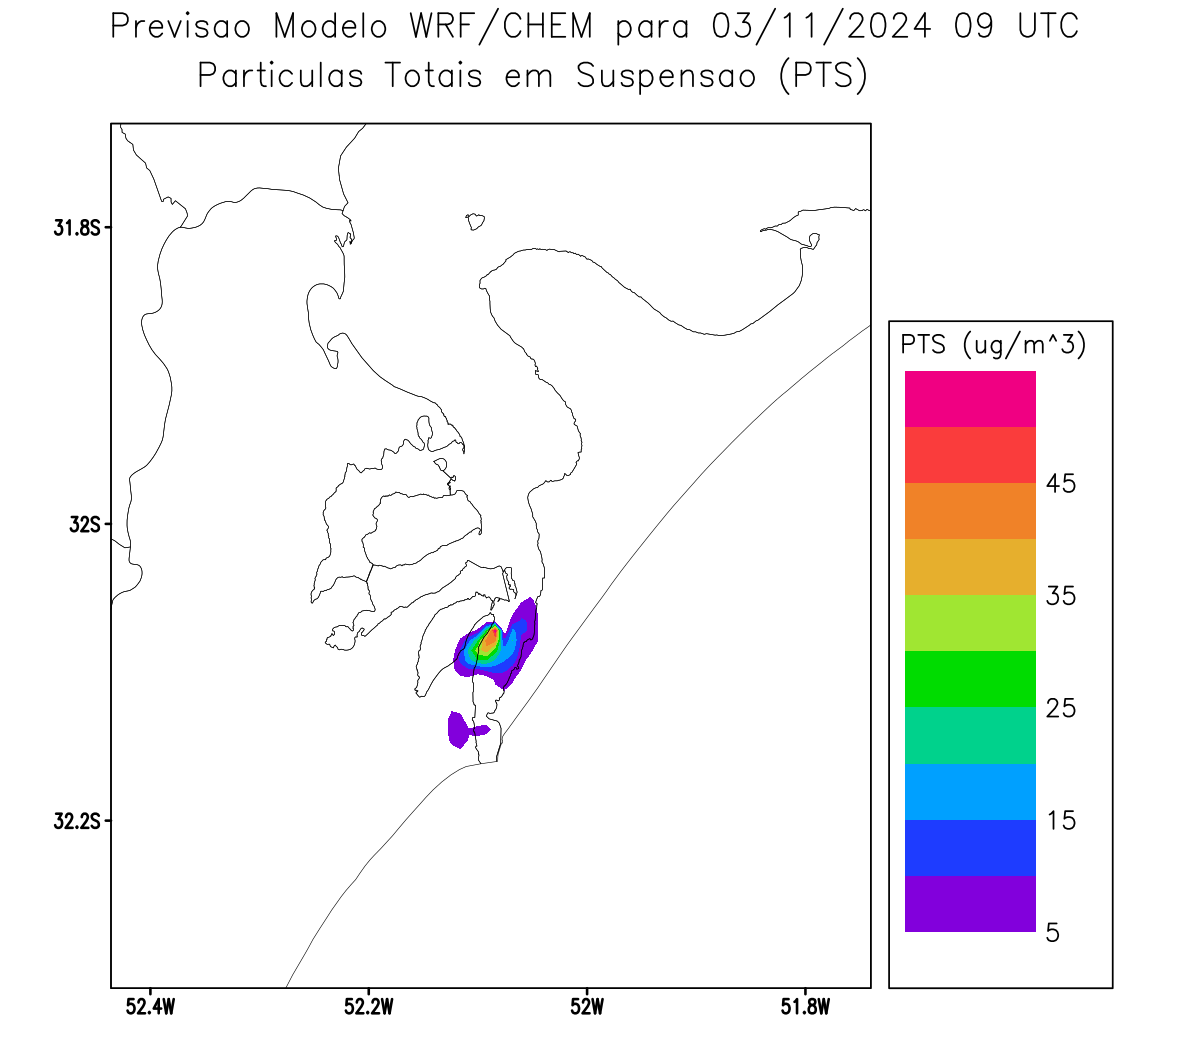 Previsao Modelo WRF/CHEM para 03/11/2024 09 UTC
Particulas Totais em Suspensao (PTS)
31.8S
32S
32.2S
52.4W
52.2W
52W
51.8W
PTS (ug/m^3)
45
35
25
15
5